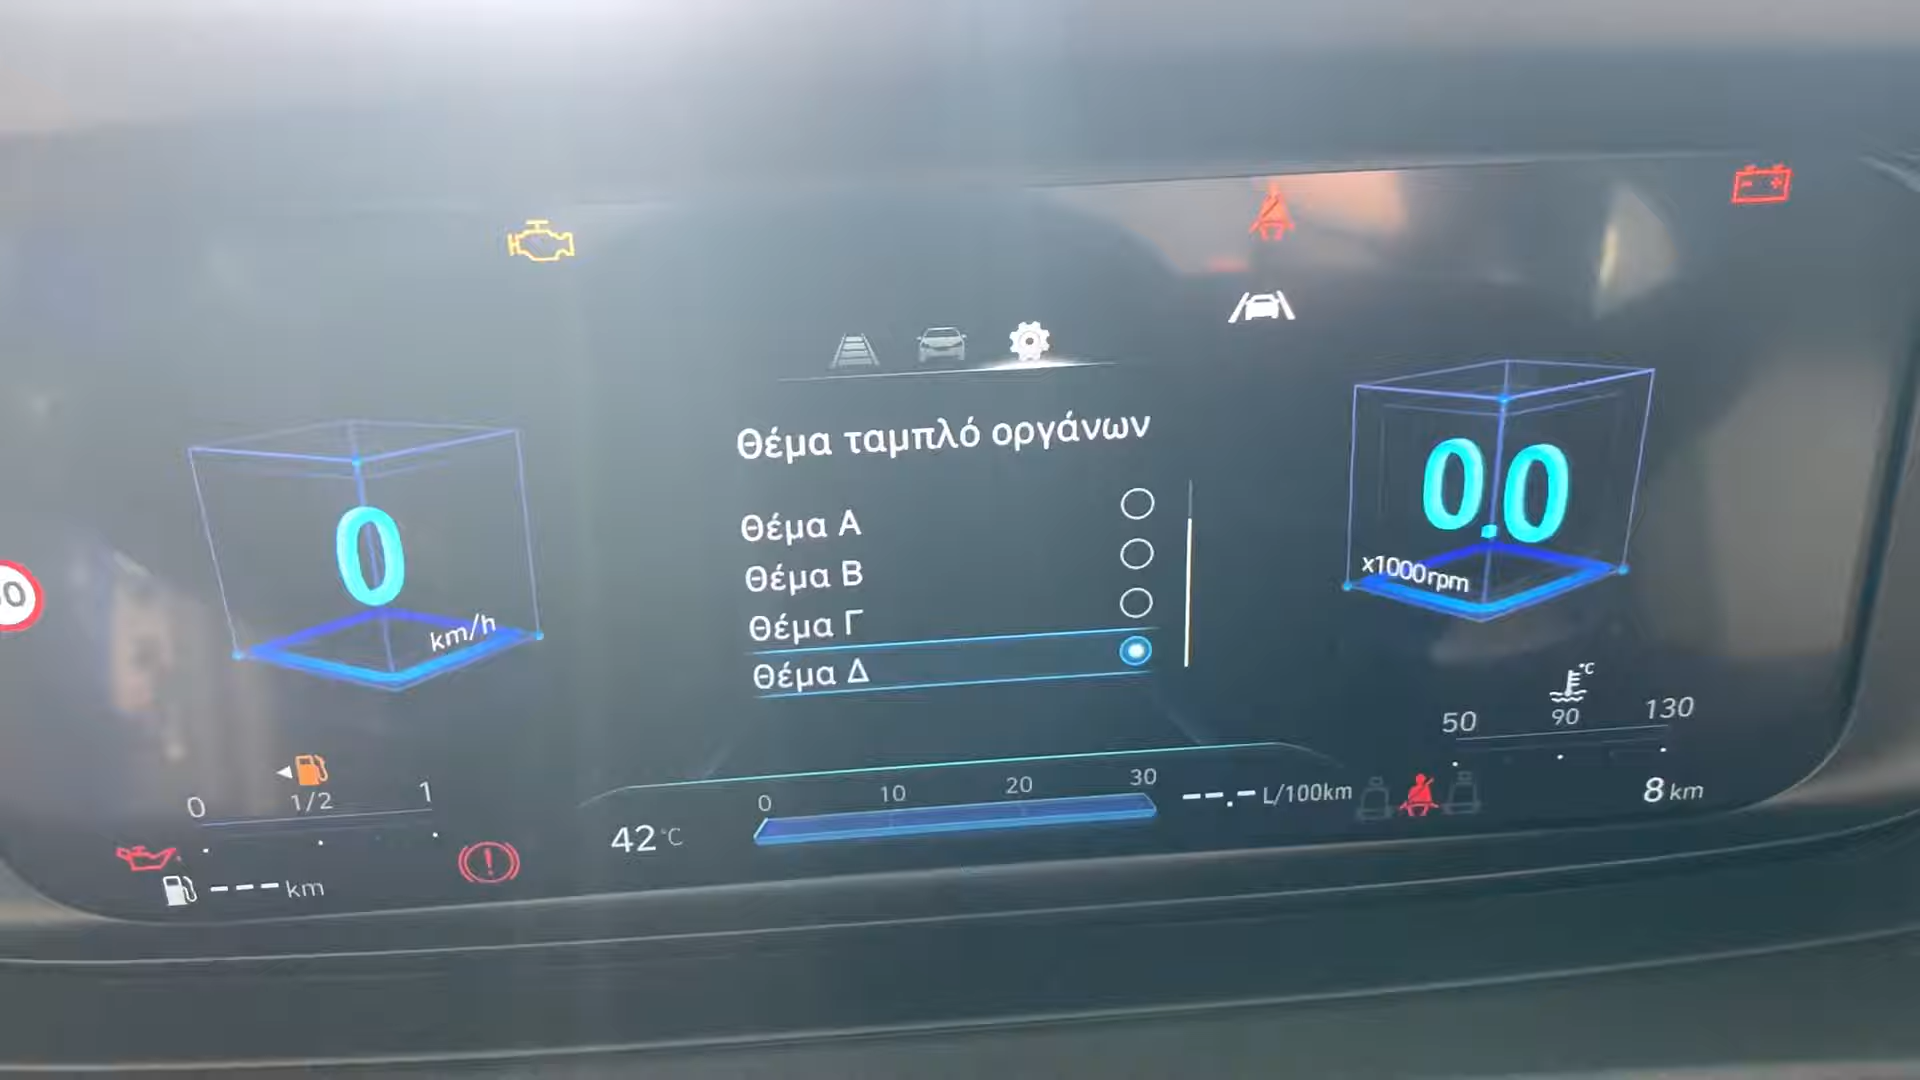 Θέμα ταμπλό οργάνων
Θέμα Α
Θέμα Β
Θέμα Γ
Θέμα Δ
0
km/h
0.0
x1000rpm
0 1/2 1
---km
42°C
0 10 20 30
--.-L/100km
°C
50 90 130
8 km